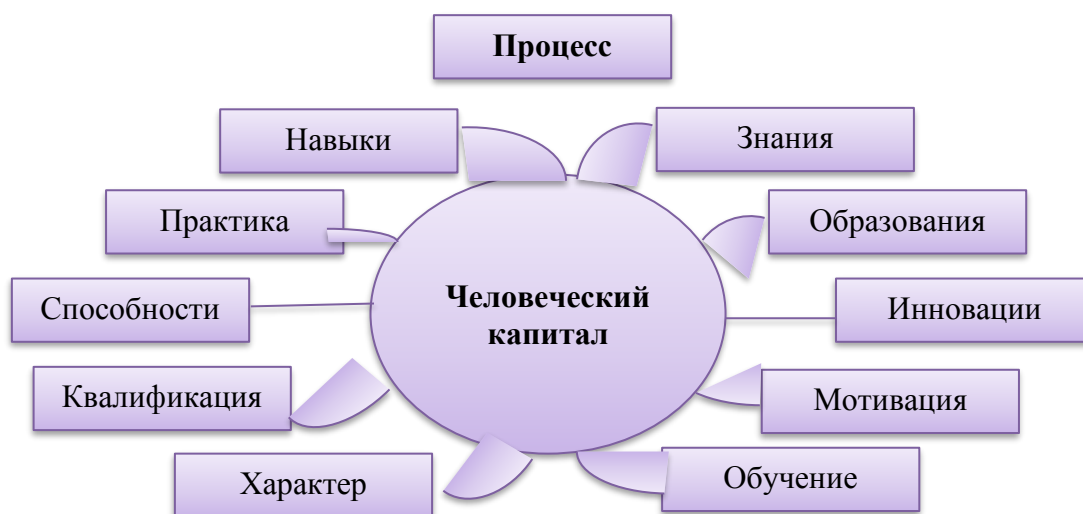 Процесс
Навыки
Знания
Практика
Образования
Способности
Человеческий
капитал
Инновации
Квалификация
Мотивация
Характер
Обучение